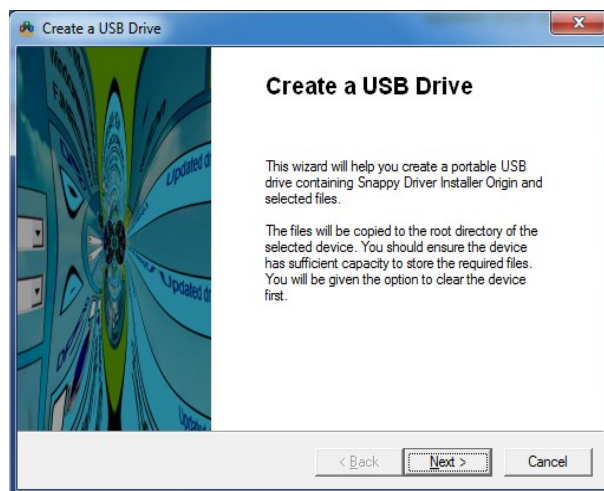 Create a USB Drive
Create a USB Drive
This wizard will help you create a portable USB
drive containing Snappy Driver Installer Origin and
selected files.
The files will be copied to the root directory of the
selected device. You should ensure the device
has sufficient capacity to store the required files.
You will be given the option to clear the device
first.
Updated d
Updated dr
< Back
Next >
Cancel